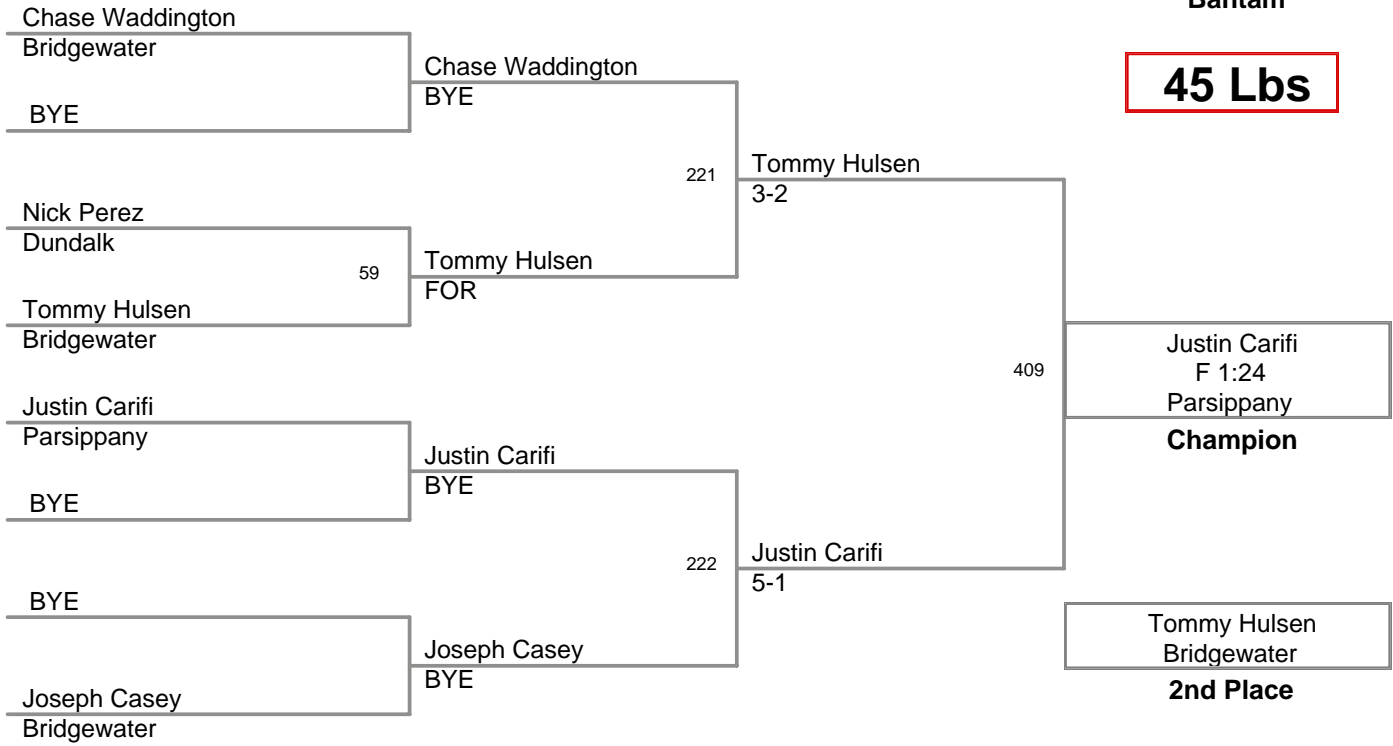 Bantam
45 Lbs
Chase Waddington
Bridgewater
BYE
Nick Perez
Dundalk
59
Tommy Hulsen
Bridgewater
Justin Carifi
Parsippany
BYE
BYE
Joseph Casey
Bridgewater
Chase Waddington
BYE
221
Tommy Hulsen
FOR
Justin Carifi
BYE
222
Joseph Casey
BYE
Tommy Hulsen
3-2
409
Justin Carifi
5-1
Justin Carifi
F 1:24
Parsippany
Champion
Tommy Hulsen
Bridgewater
2nd Place